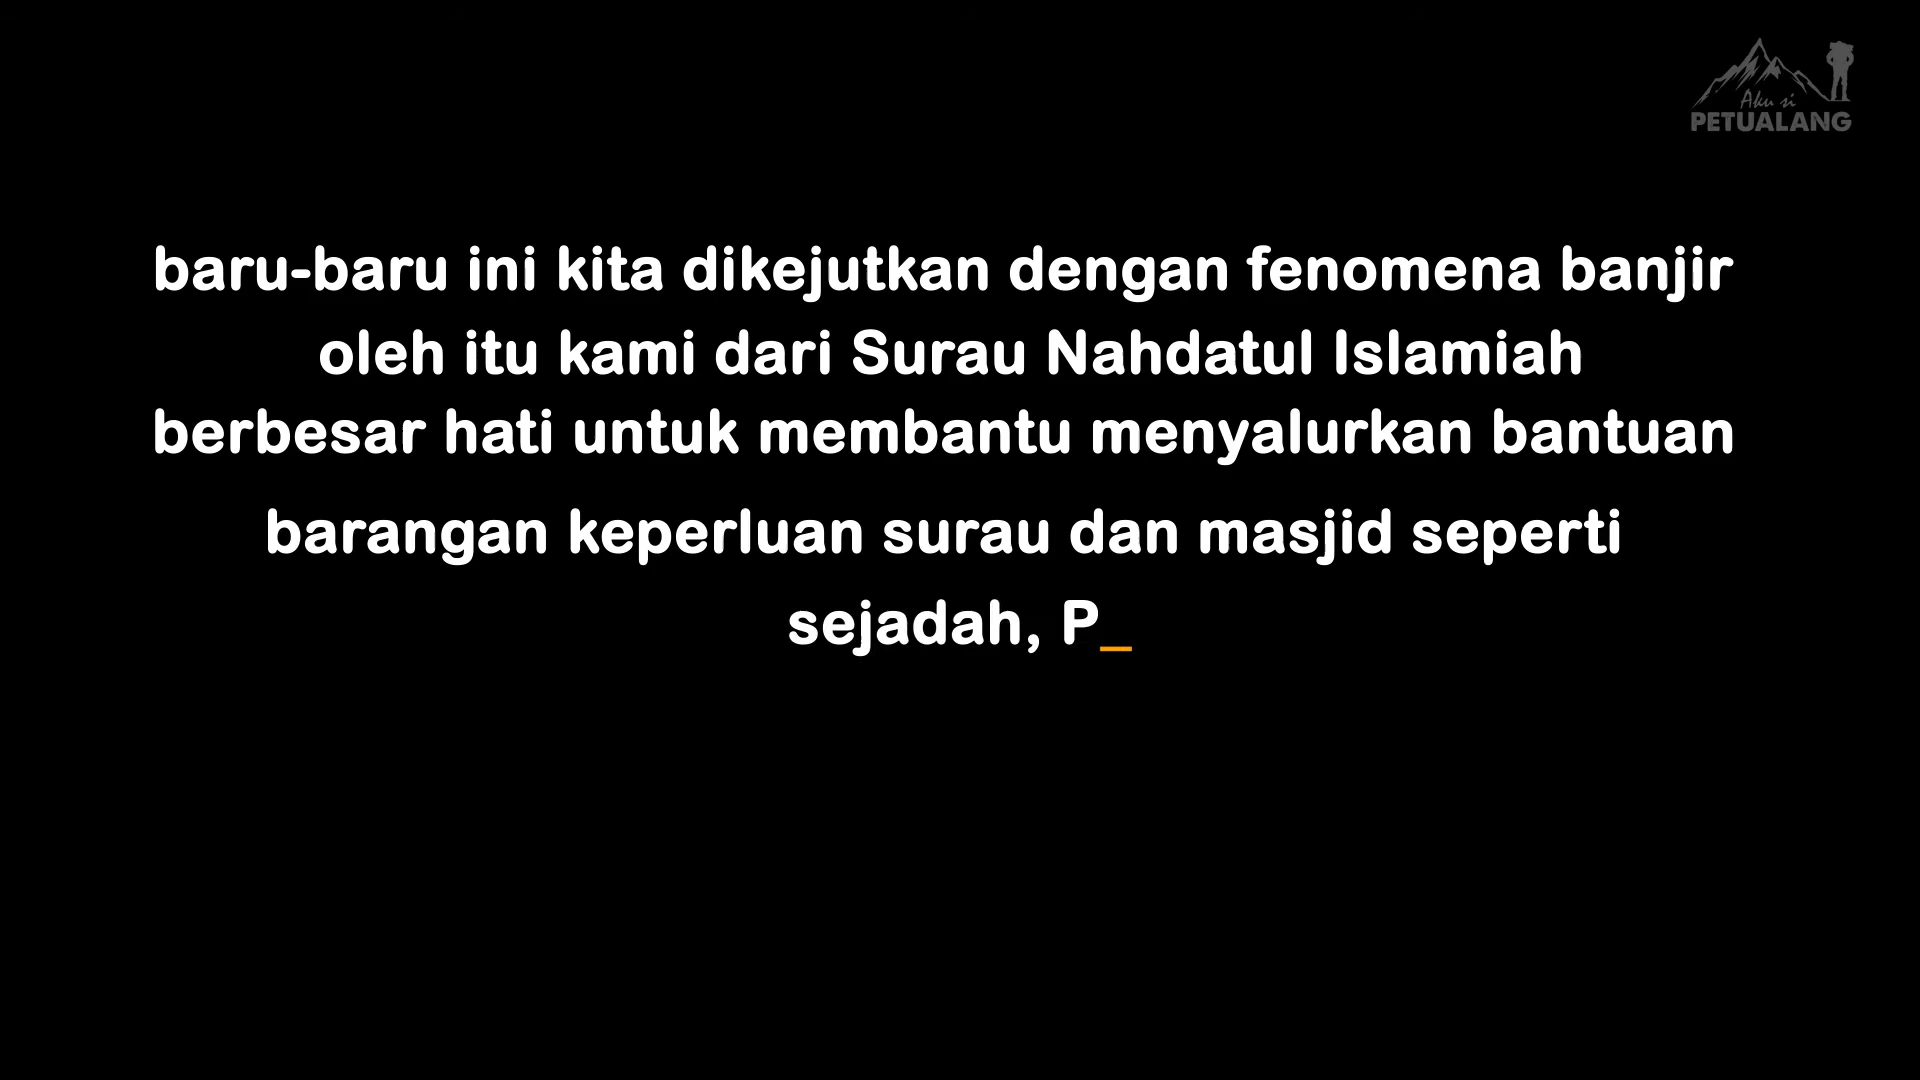 Aku si
PETUALANG
baru-baru ini kita dikejutkan dengan fenomena banjir
oleh itu kami dari Surau Nahdatul Islamiah
berbesar hati untuk membantu menyalurkan bantuan
barangan keperluan surau dan masjid seperti
sejadah, P_